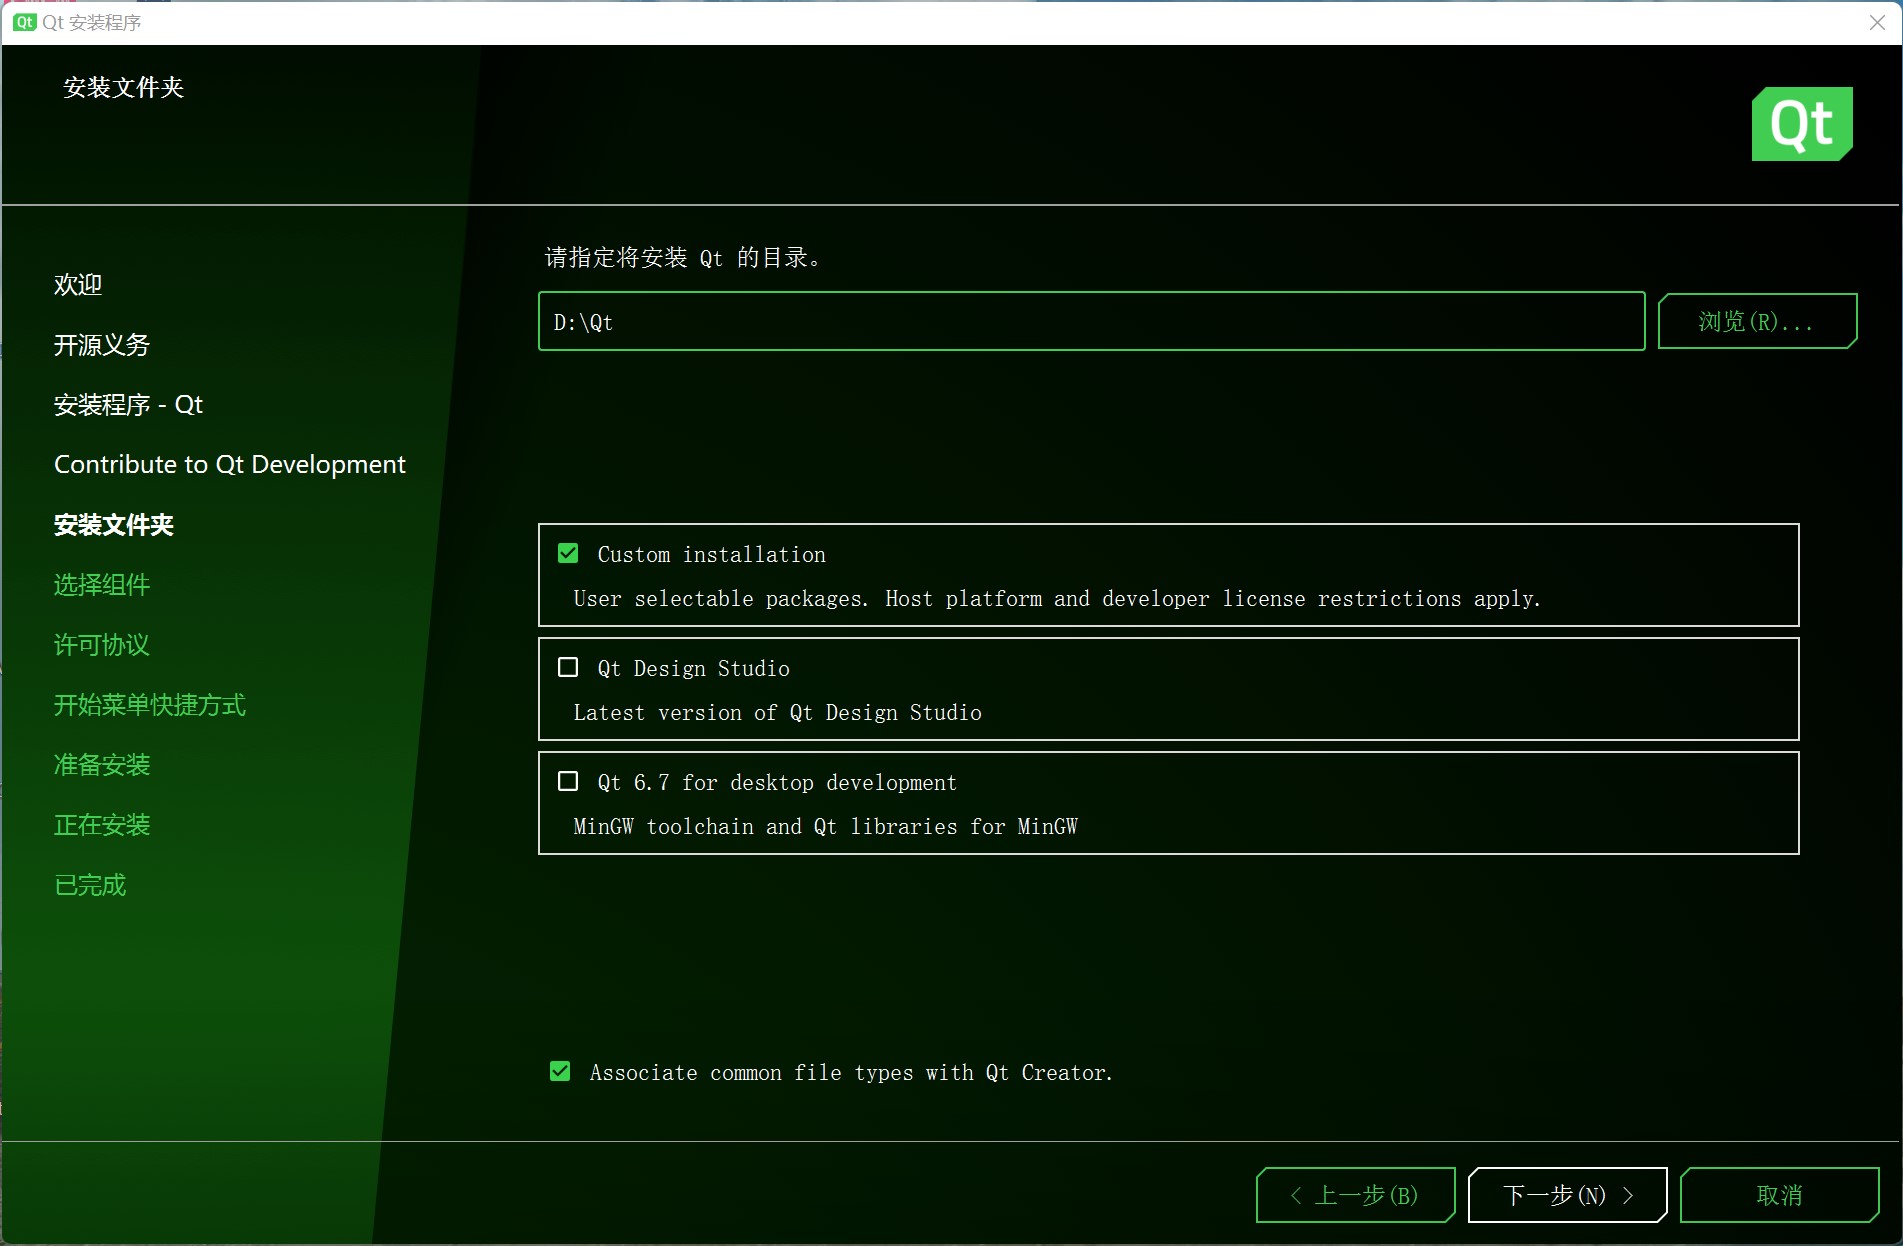 Qt Qt 安装程序
安装文件夹
Qt
欢迎
开源义务
安装程序 - Qt
Contribute to Qt Development
安装文件夹
选择组件
许可协议
开始菜单快捷方式
准备安装
正在安装
已完成
请指定将安装 Qt 的目录。
D:\Qt
浏览(R)...
Custom installation
User selectable packages. Host platform and developer license restrictions apply.
Qt Design Studio
Latest version of Qt Design Studio
Qt 6.7 for desktop development
MinGW toolchain and Qt libraries for MinGW
Associate common file types with Qt Creator.
< 上一步(B)
下一步(N) >
取消